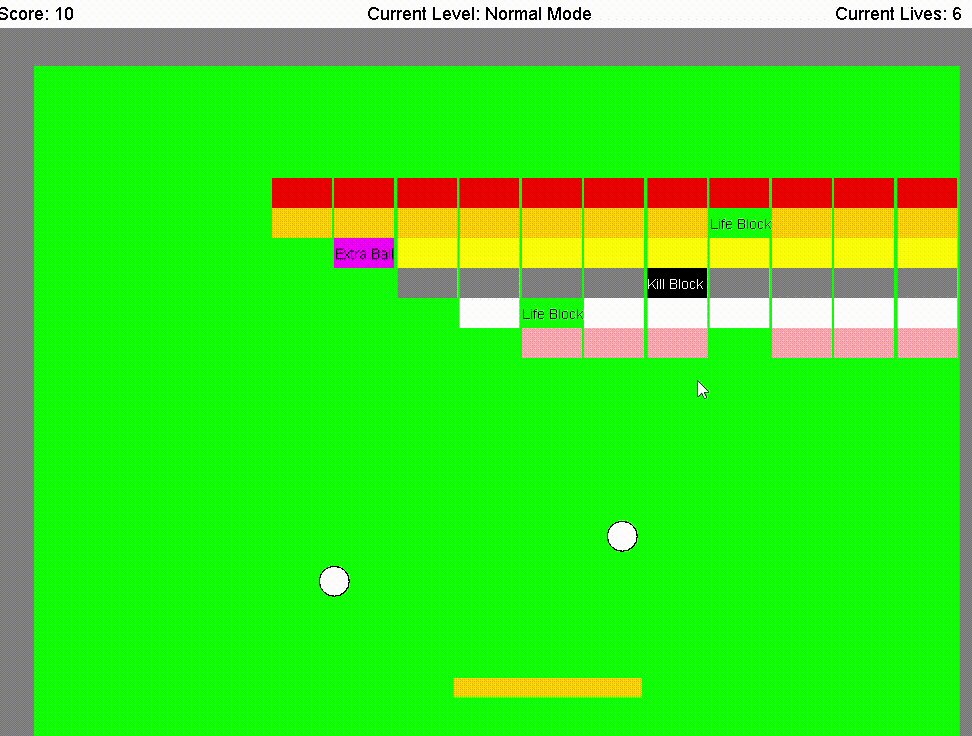 Score: 10 Current Level: Normal Mode Current Lives: 6
Life Block
Extra Ball
Kill Block
Life Block